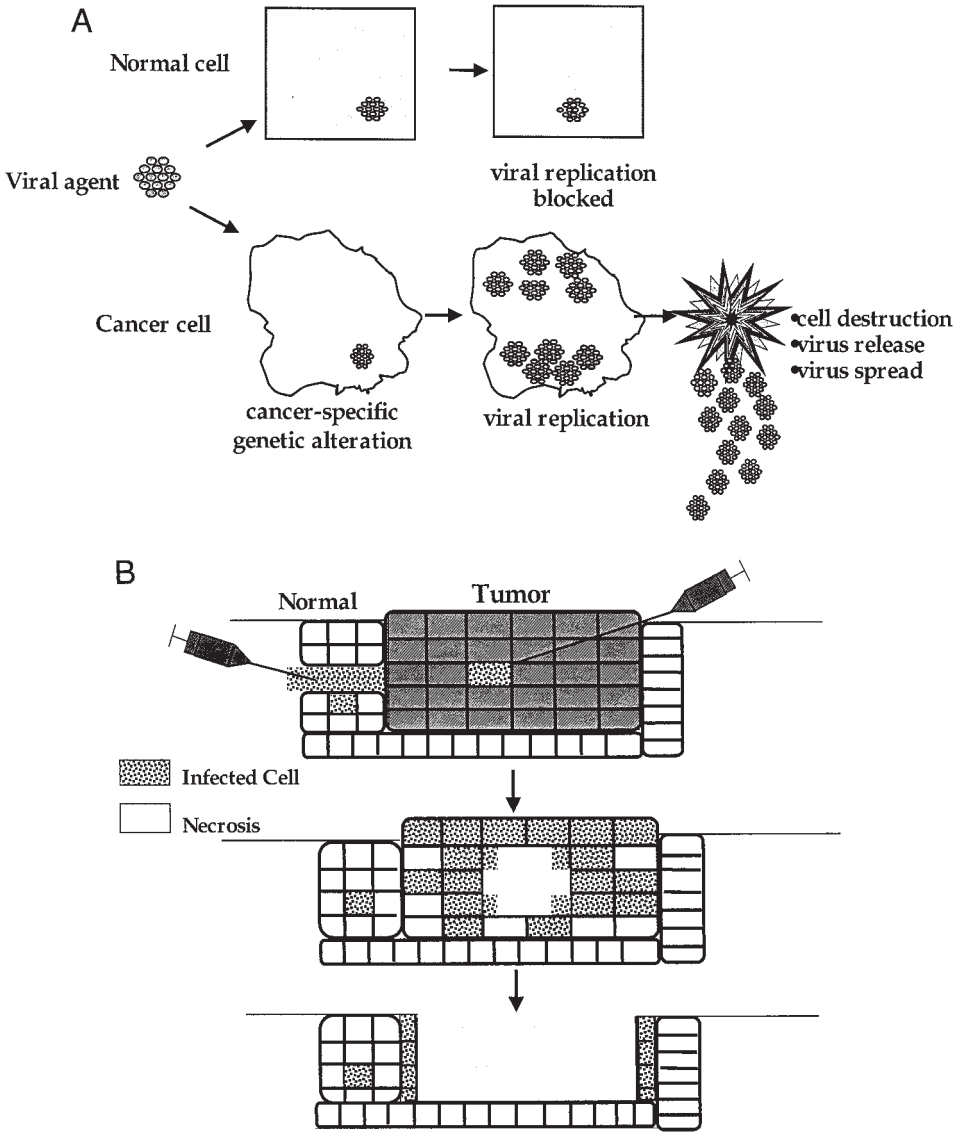 A
Normal cell
Viral agent
viral replication
blocked
Cancer cell
cancer-specific
genetic alteration
viral replication
•cell destruction
•virus release
•virus spread
B
Normal
Tumor
Infected Cell
Necrosis